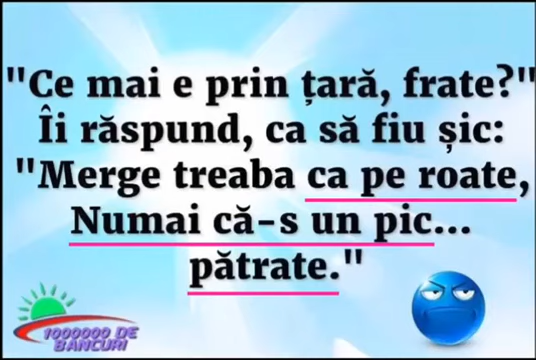 "Ce mai e prin țară, frate?"
Îi răspund, ca să fiu șic:
"Merge treaba ca pe roate,
Numai că-s un pic...
pătrate."
1000000 DE
BANCURI